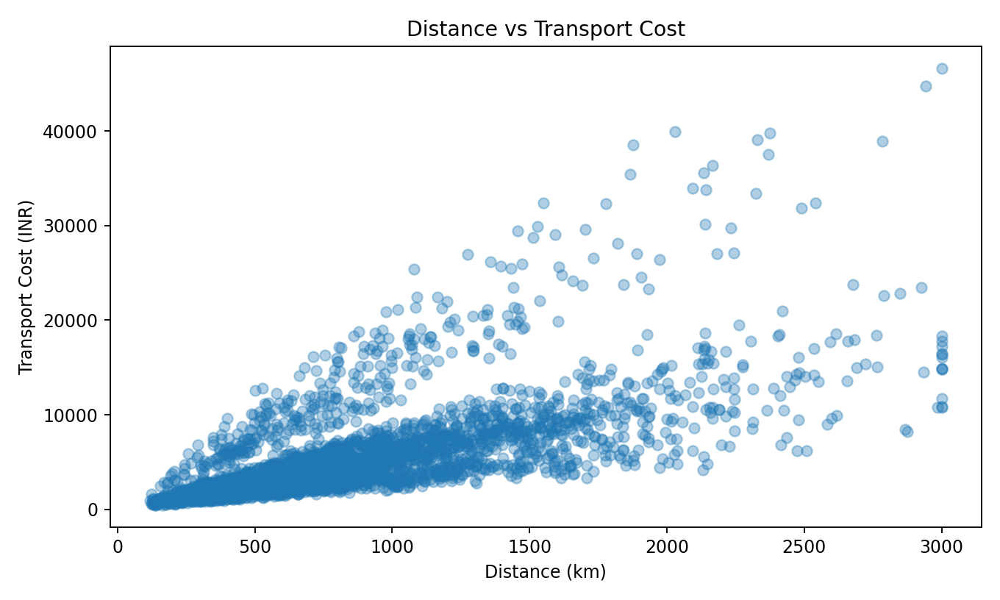 Distance vs Transport Cost
Transport Cost (INR)
40000
30000
20000
10000
0
0 500 1000 1500 2000 2500 3000
Distance (km)